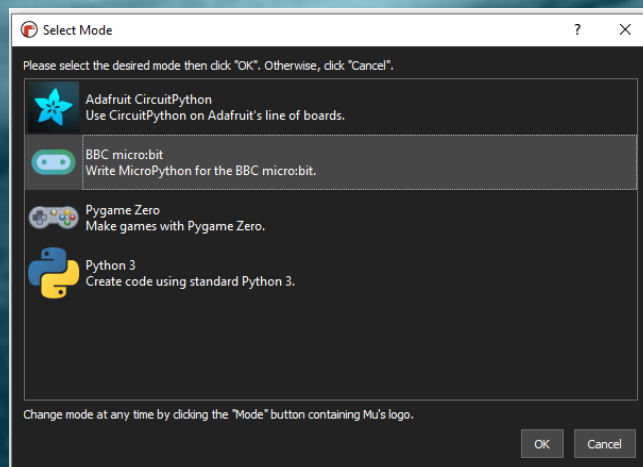 Select Mode
Please select the desired mode then click "OK". Otherwise, click "Cancel".
Adafruit CircuitPython
Use CircuitPython on Adafruit's line of boards.
BBC micro:bit
Write MicroPython for the BBC micro:bit.
Pygame Zero
Make games with Pygame Zero.
Python 3
Create code using standard Python 3.
Change mode at any time by clicking the "Mode" button containing Mu's logo.
OK
Cancel